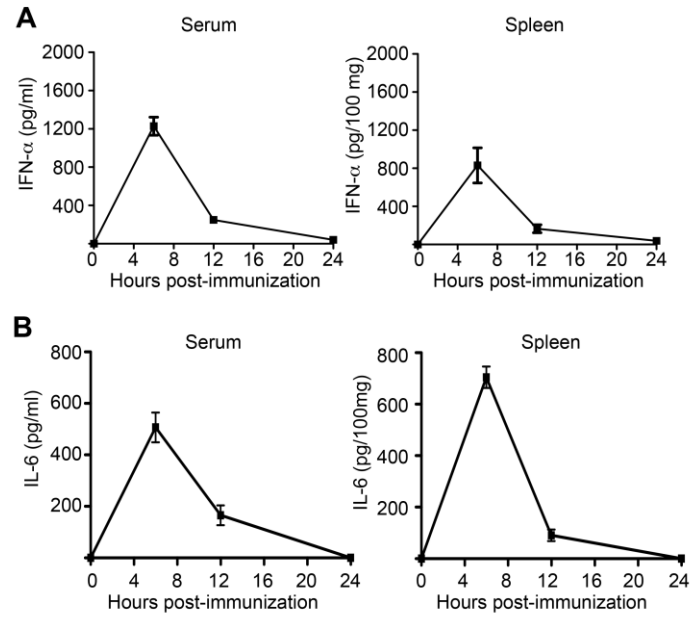 A
Serum
IFN-α (pg/ml)
2000
1600
1200
800
400
0 4 8 12 16 20 24
Hours post-immunization
Spleen
IFN-α (pg/100 mg)
2000
1600
1200
800
400
0 4 8 12 16 20 24
Hours post-immunization
B
Serum
IL-6 (pg/ml)
800
600
400
200
0 4 8 12 16 20 24
Hours post-immunization
Spleen
IL-6 (pg/100mg)
800
600
400
200
0 4 8 12 16 20 24
Hours post-immunization